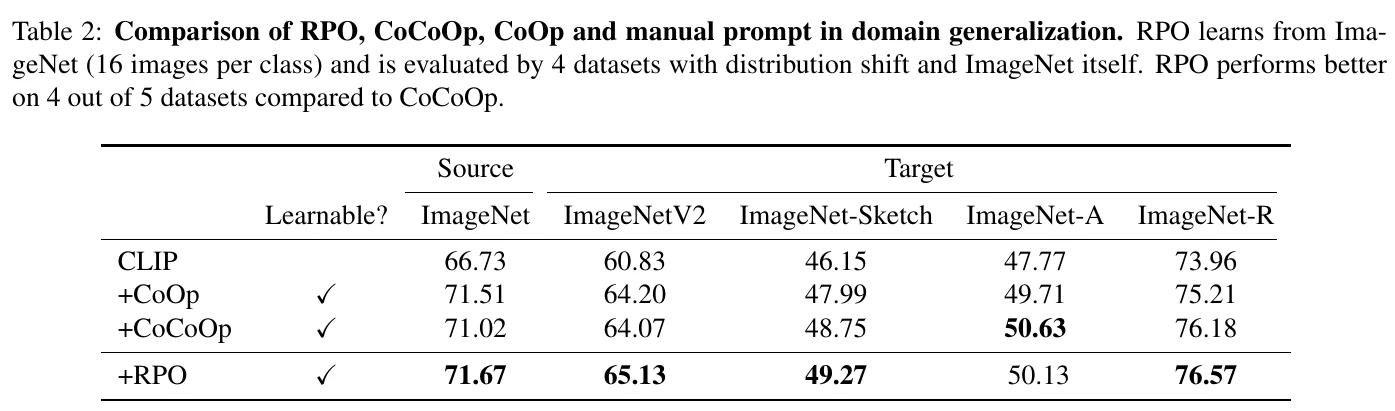 Table 2: Comparison of RPO, CoCoOp, CoOp and manual prompt in domain generalization. RPO learns from Ima-
geNet (16 images per class) and is evaluated by 4 datasets with distribution shift and ImageNet itself. RPO performs better
on 4 out of 5 datasets compared to CoCoOp.
Source Target
Learnable? ImageNet ImageNetV2 ImageNet-Sketch ImageNet-A ImageNet-R
CLIP 66.73 60.83 46.15 47.77 73.96
+CoOp ✓ 71.51 64.20 47.99 49.71 75.21
+CoCoOp ✓ 71.02 64.07 48.75 50.63 76.18
+RPO ✓ 71.67 65.13 49.27 50.13 76.57